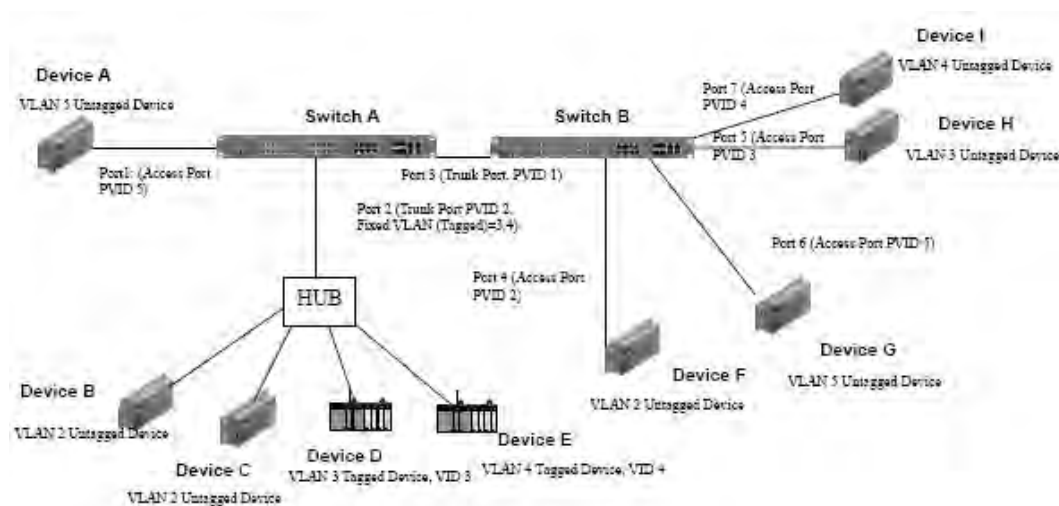 Device I
VLAN 4 Untagged Device
Device A
VLAN 5 Untagged Device
Port 7 (Access Port
PVID 4
Switch A
Switch B
Device H
VLAN 3 Untagged Device
Port 5 (Access Port
PVID 3
Port1: (Access Port
PVID 5)
Port 3 (Trunk Port, PVID 1)
Port 2 (Trunk Port PVID 2,
Fixed VLAN (Tagged)=3,4)
Port 6 (Access Port PVID 5)
Port 4 (Access Port
PVID 2)
HUB
Device G
VLAN 5 Untagged Device
Device F
VLAN 2 Untagged Device
Device B
VLAN 2 Untagged Device
Device E
VLAN 4 Tagged Device, VID 4
Device D
VLAN 3 Tagged Device, VID 3
Device C
VLAN 2 Untagged Device